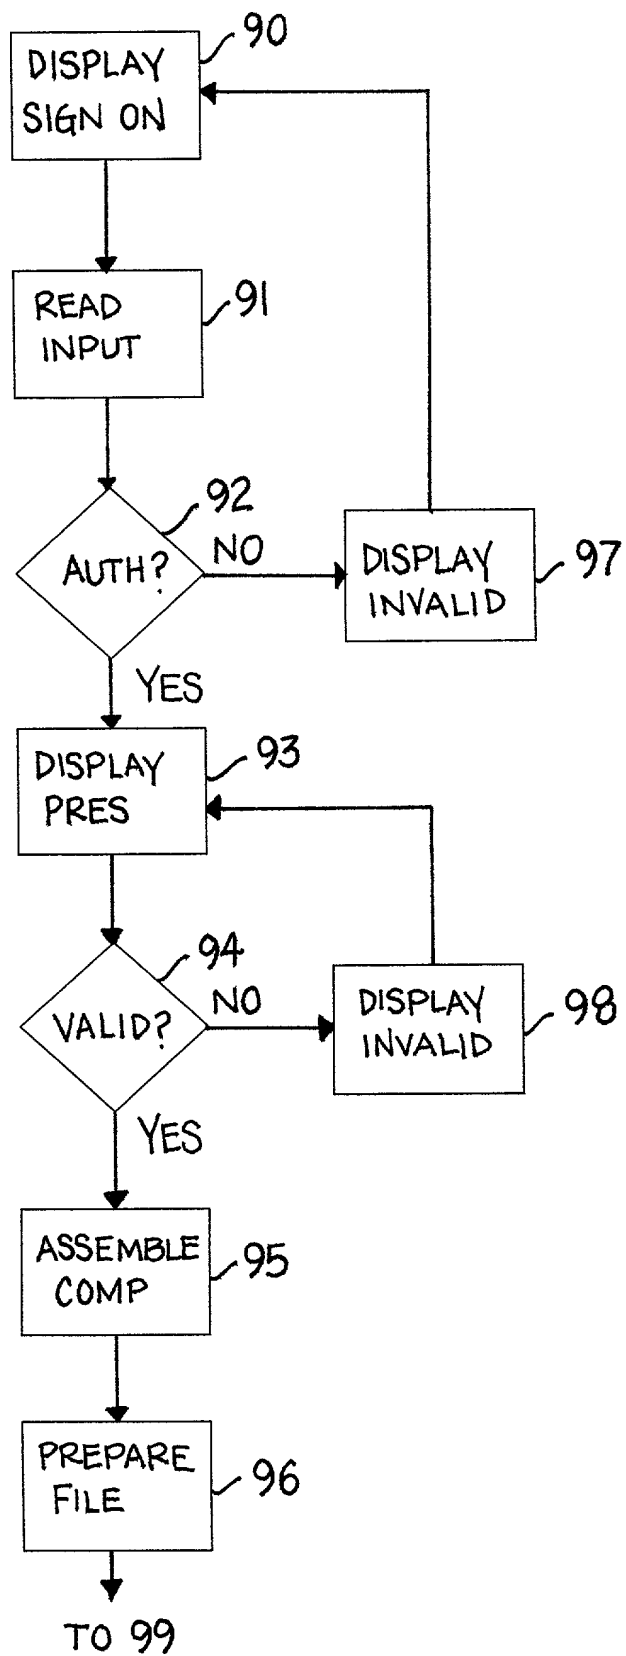 90
DISPLAY
SIGN ON
91
READ
INPUT
92
AUTH?
NO
DISPLAY
INVALID
97
YES
93
DISPLAY
PRES
94
VALID?
NO
DISPLAY
INVALID
98
YES
ASSEMBLE
COMP
95
PREPARE
FILE
96
TO 99